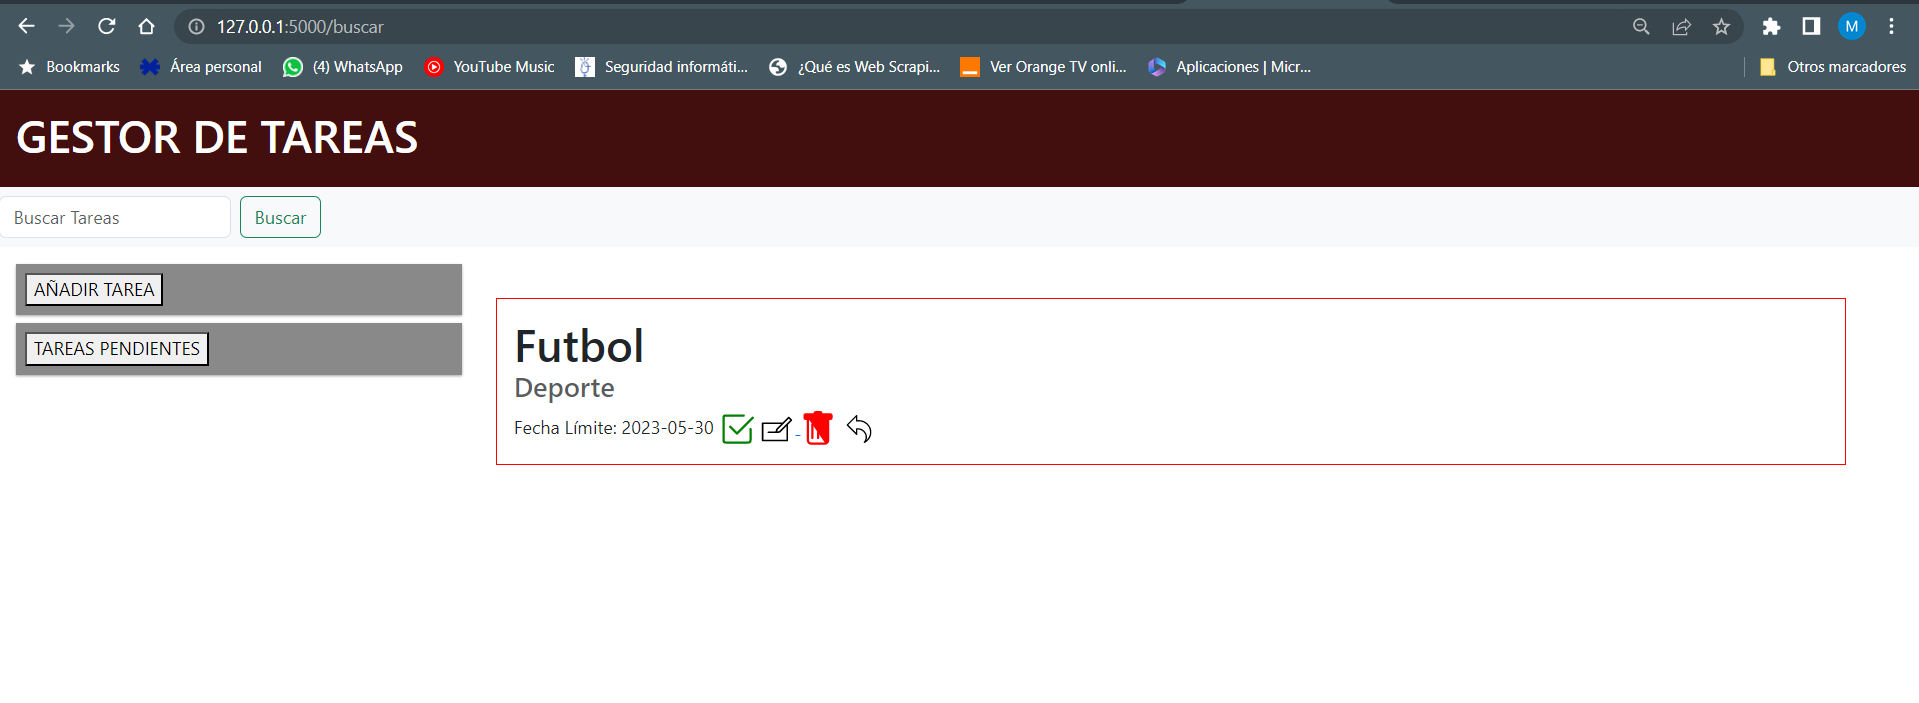 127.0.0.1:5000/buscar
M
Bookmarks Área personal (4) WhatsApp YouTube Music Seguridad informáti... ¿Qué es Web Scrapi... Ver Orange TV onli... Aplicaciones | Micr... Otros marcadores
GESTOR DE TAREAS
Buscar Tareas Buscar
AÑADIR TAREA
TAREAS PENDIENTES
Futbol
Deporte
Fecha Límite: 2023-05-30